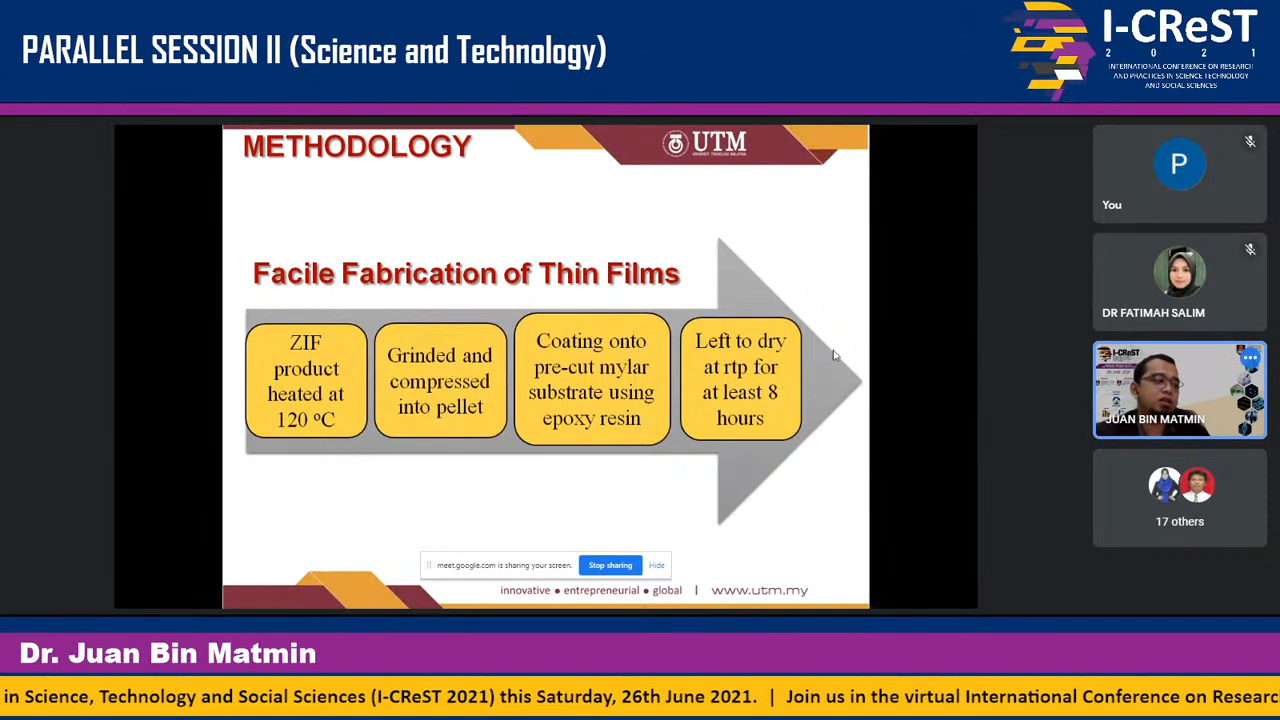 PARALLEL SESSION II (Science and Technology)
I-CReST
2 0 2 1
INTERNATIONAL CONFERENCE ON RESEARCH
AND PRACTICES IN SCIENCE TECHNOLOGY
AND SOCIAL SCIENCES
METHODOLOGY
UTM
UNIVERSITI TEKNOLOGI MALAYSIA
Facile Fabrication of Thin Films
ZIF
product
heated at
120 °C
Grinded and
compressed
into pellet
Coating onto
pre-cut mylar
substrate using
epoxy resin
Left to dry
at rtp for
at least 8
hours
meet.google.com is sharing your screen.
Stop sharing
Hide
innovative ● entrepreneurial ● global | www.utm.my
P
You
DR FATIMAH SALIM
I-CReST
JUAN BIN MATMIN
17 others
Dr. Juan Bin Matmin
in Science, Technology and Social Sciences (I-CReST 2021) this Saturday, 26th June 2021. | Join us in the virtual International Conference on Researc